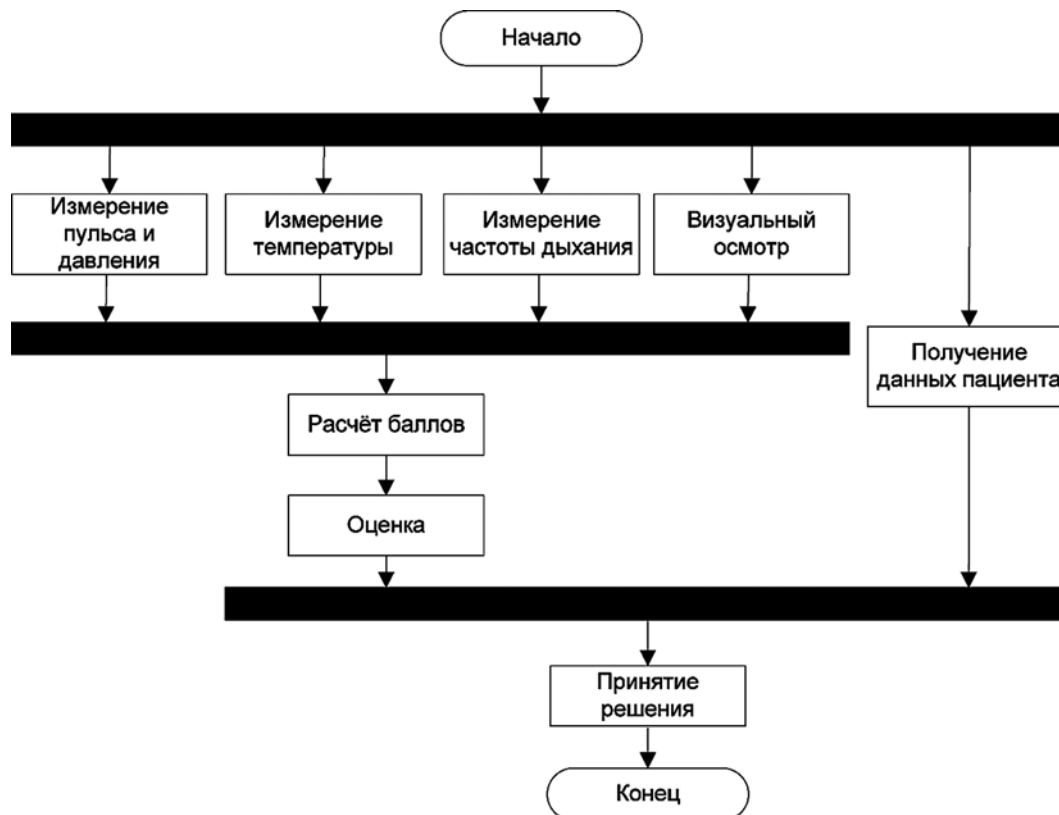 Начало
Измерение
пульса и
давления
Измерение
температуры
Измерение
частоты дыхания
Визуальный
осмотр
Получение
данных пациента
Расчёт баллов
Оценка
Принятие
решения
Конец